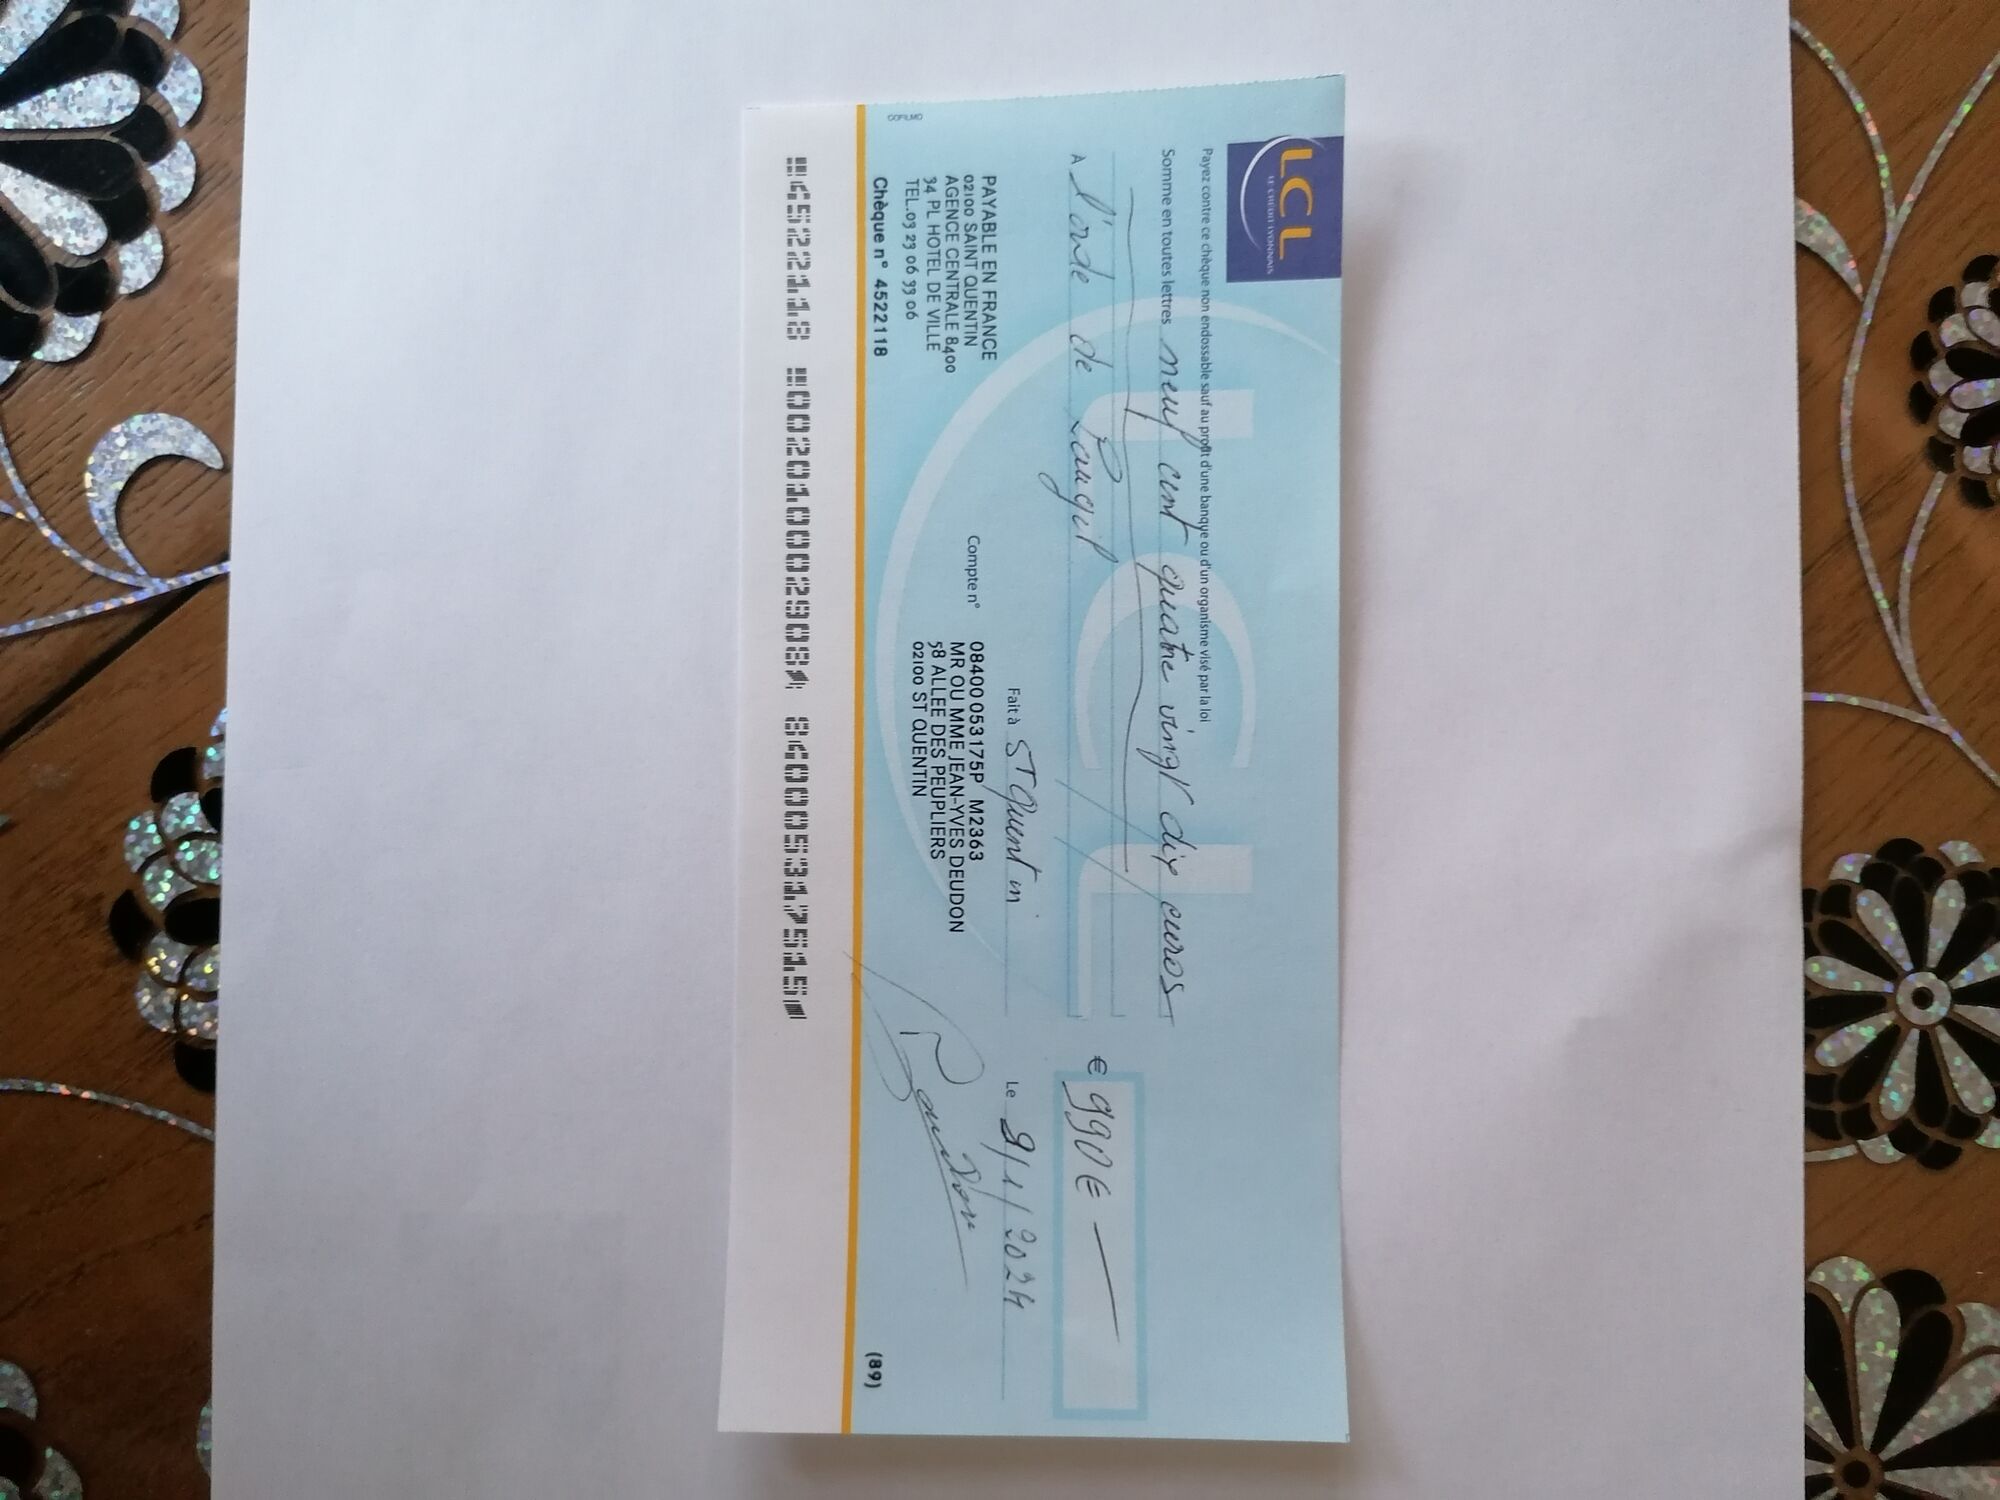 LCL
LE CRÉDIT LYONNAIS
Payez contre ce chèque non endossable sauf au profit d'une banque ou d'un organisme visé par la loi
Somme en toutes lettres neuf cent quatre vingt dix euros
A l'orde de
€ 990€
Fait à ST Quentin
Le 9/1/2024
PAYABLE EN FRANCE
02100 SAINT QUENTIN
AGENCE CENTRALE 8400
34 PL HOTEL DE VILLE
TEL.03 23 06 39 06
Compte n° 08400 053175P M2363
MR OU MME JEAN-YVES DEUDON
58 ALLEE DES PEUPLIERS
02100 ST QUENTIN
COFILMO
Chèque n° 4522118
(89)
4522118 002010002908 840005317515